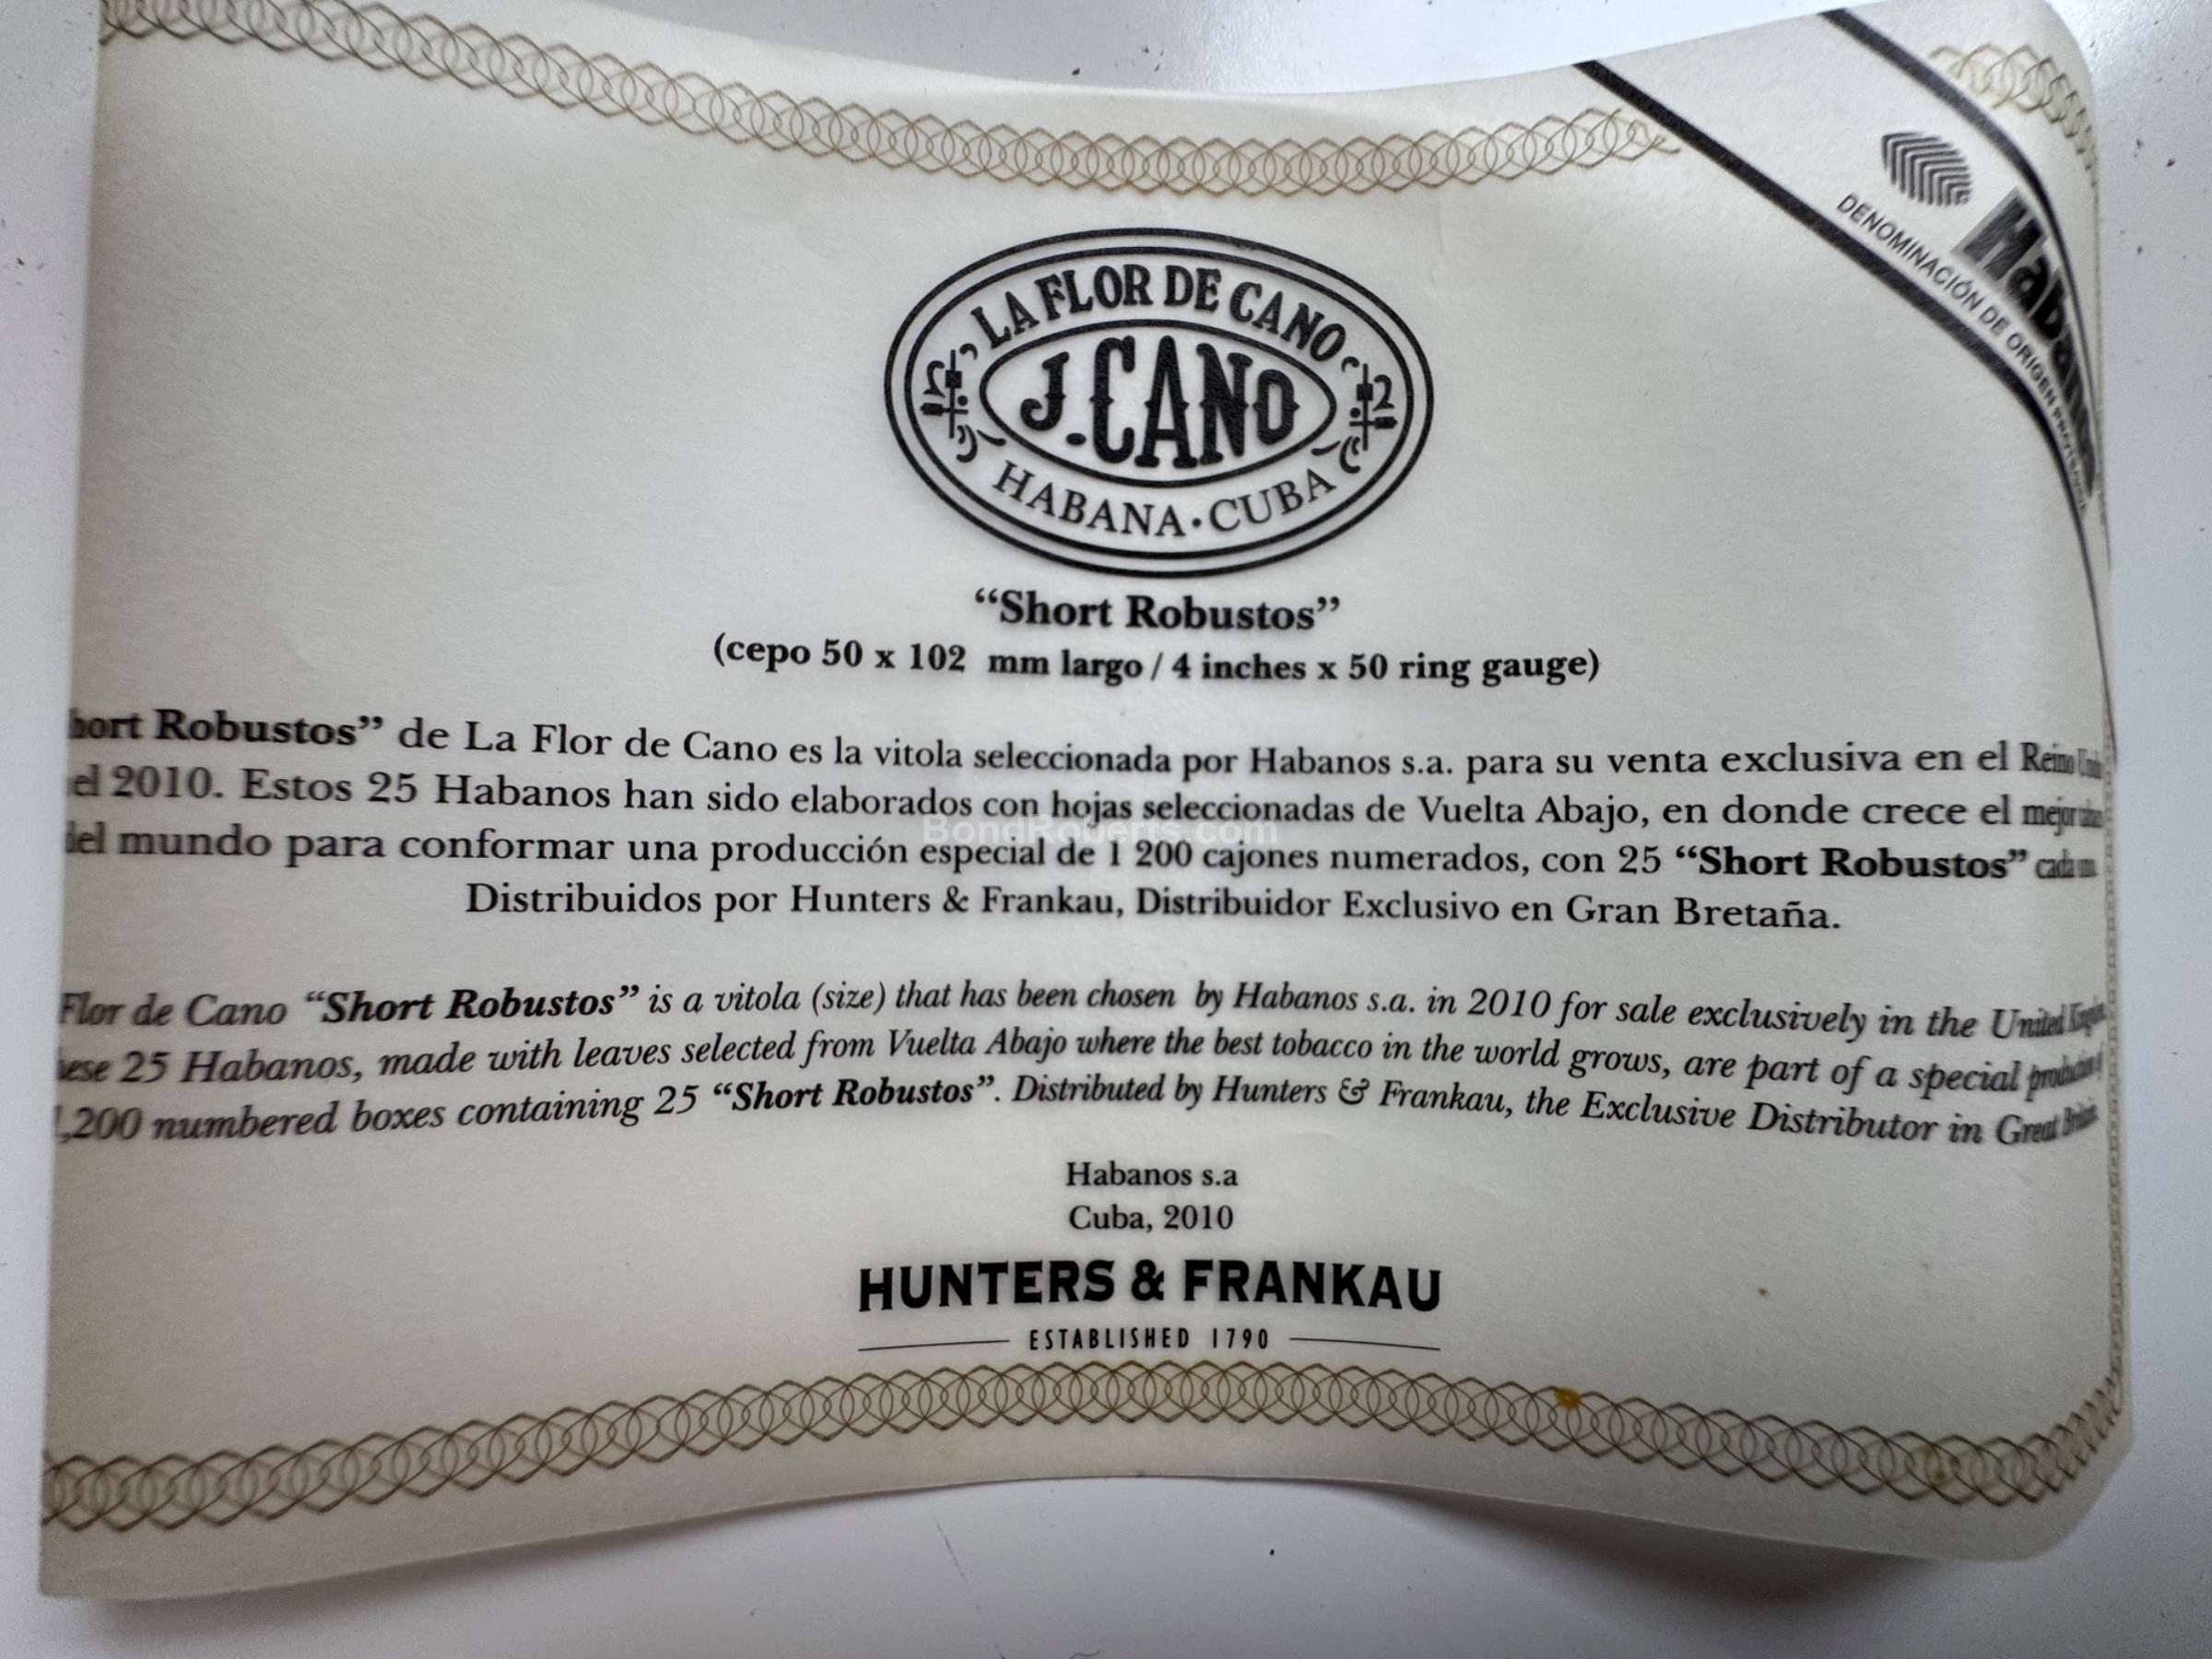 LA FLOR DE CANO
J. CANO
HABANA · CUBA
Habanos
DENOMINACIÓN DE ORIGEN
“Short Robustos”
(cepo 50 x 102 mm largo / 4 inches x 50 ring gauge)
hort Robustos” de La Flor de Cano es la vitola seleccionada por Habanos s.a. para su venta exclusiva en el Reino
el 2010. Estos 25 Habanos han sido elaborados con hojas seleccionadas de Vuelta Abajo, en donde crece el mejor
del mundo para conformar una producción especial de 1 200 cajones numerados, con 25 “Short Robustos” cada
Distribuidos por Hunters & Frankau, Distribuidor Exclusivo en Gran Bretaña.
Flor de Cano “Short Robustos” is a vitola (size) that has been chosen by Habanos s.a. in 2010 for sale exclusively in the United
ese 25 Habanos, made with leaves selected from Vuelta Abajo where the best tobacco in the world grows, are part of a special production
1,200 numbered boxes containing 25 “Short Robustos”. Distributed by Hunters & Frankau, the Exclusive Distributor in Great
BondRoberts.com
Habanos s.a
Cuba, 2010
HUNTERS & FRANKAU
ESTABLISHED 1790